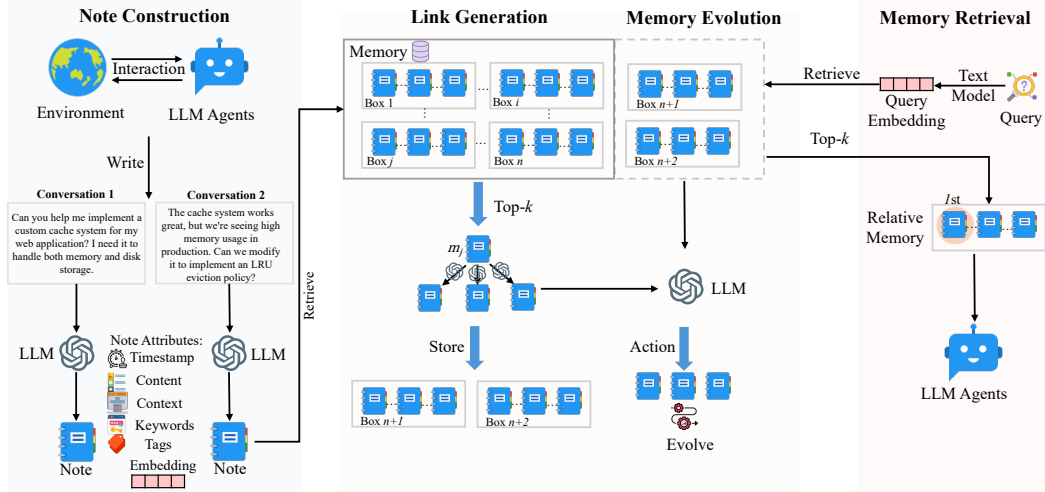 Note Construction
Interaction
Environment
LLM Agents
Write
Conversation 1
Can you help me implement a
custom cache system for my
web application? I need it to
handle both memory and disk
storage.
Conversation 2
The cache system works
great, but we're seeing high
memory usage in
production. Can we modify
it to implement an LRU
eviction policy?
LLM
LLM
Note Attributes:
Timestamp
Content
Context
Keywords
Tags
Embedding
Note
Note
Retrieve
Link Generation
Memory
Box 1
...
Box i
Box j
...
Box n
Top-k
mj
Store
Box n+1
Box n+2
Memory Evolution
Box n+1
Box n+2
LLM
Action
Evolve
Memory Retrieval
Retrieve
Query
Embedding
Text
Model
Query
Top-k
1st
Relative
Memory
LLM Agents